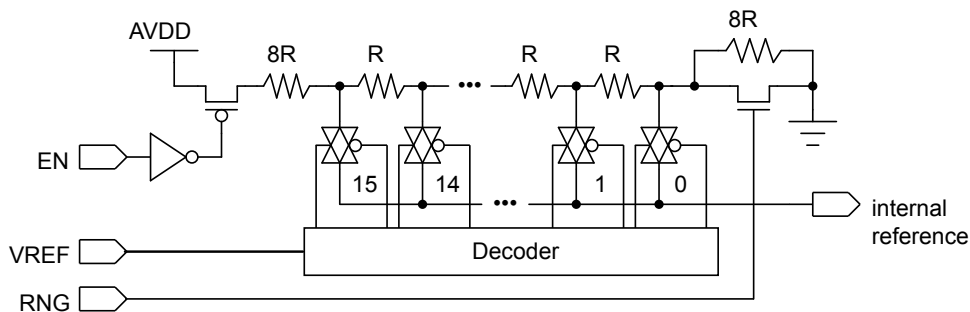 8R
AVDD
8R
R
R
R
•••
EN
15
14
1
0
•••
internal
reference
VREF
Decoder
RNG